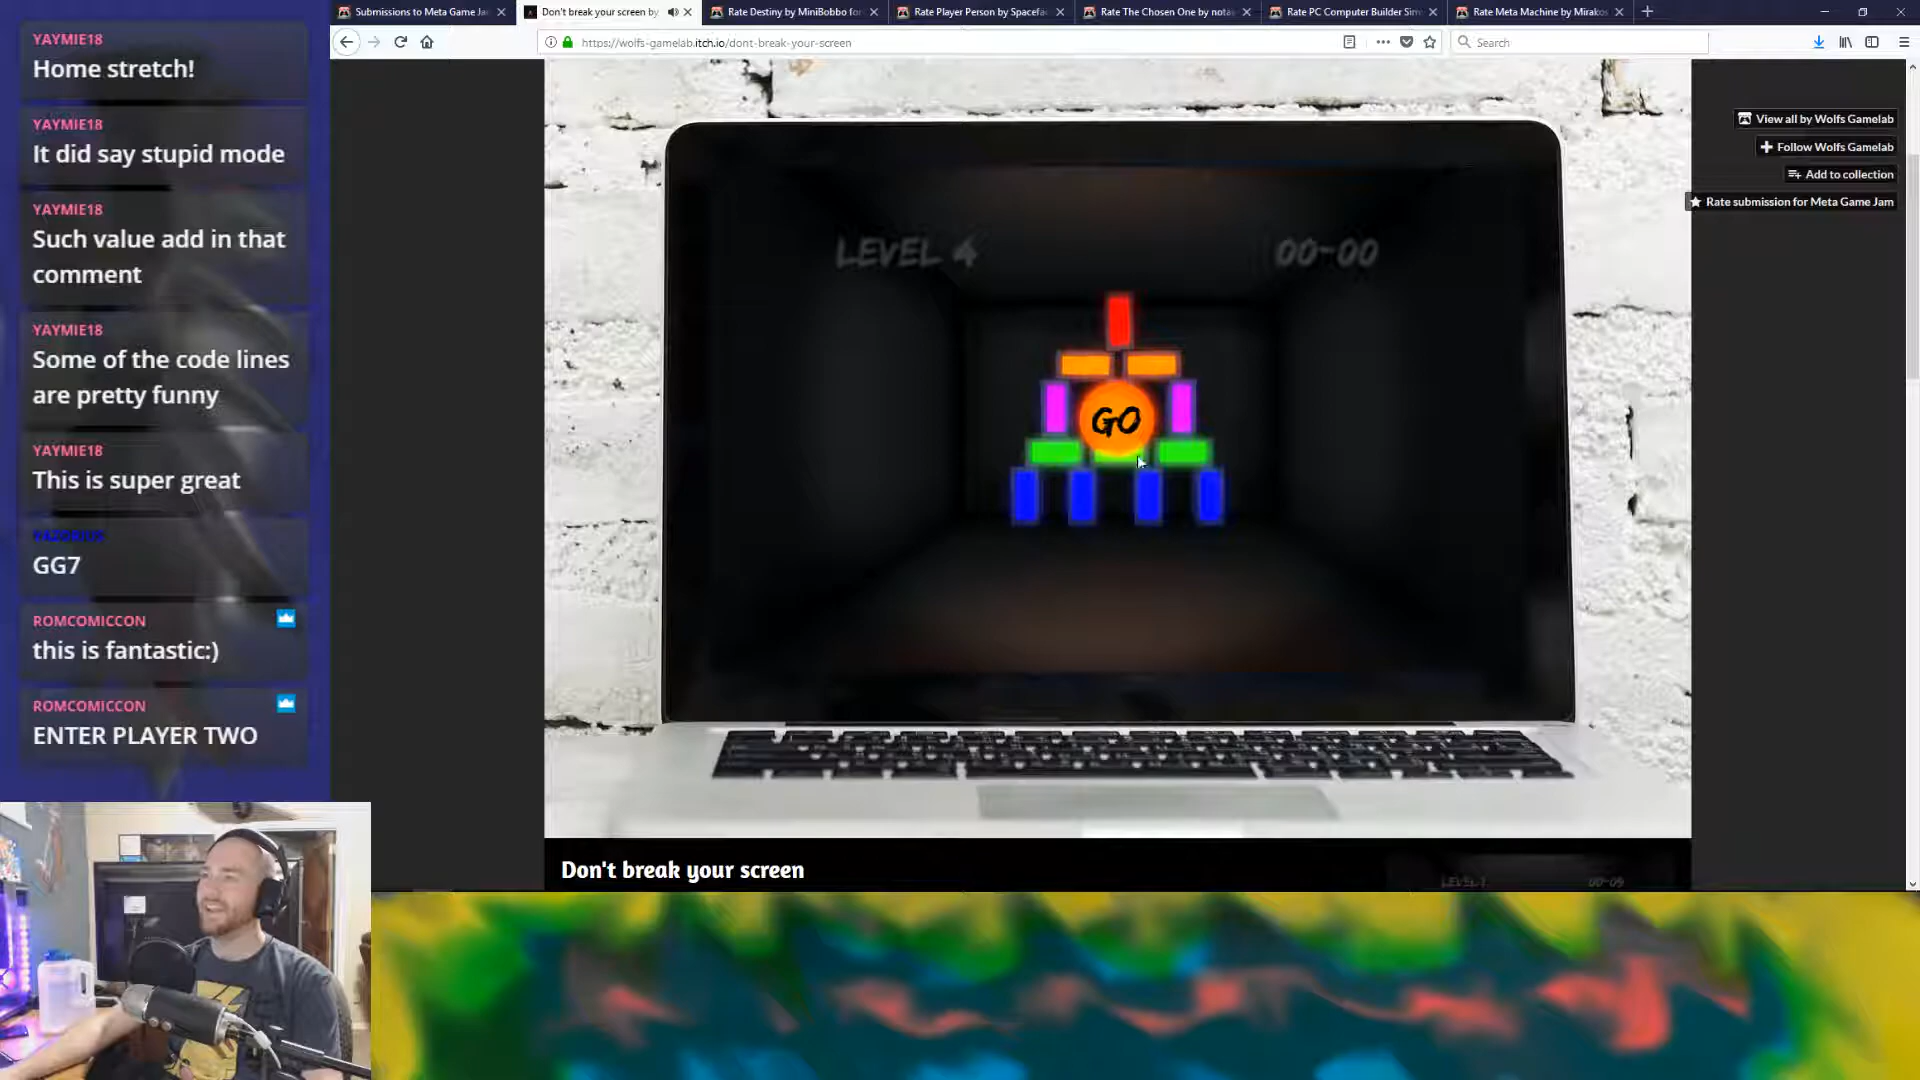 YAYMIE18
Home stretch!
YAYMIE18
It did say stupid mode
YAYMIE18
Such value add in that
comment
YAYMIE18
Some of the code lines
are pretty funny
YAYMIE18
This is super great
GG7
ROMCOMICCON
this is fantastic:)
ROMCOMICCON
ENTER PLAYER TWO
Submissions to Meta Game Ja
Don't break your screen by
Rate Destiny by MiniBobbo for
Rate Player Person by Spacefa
Rate The Chosen One by nota
Rate PC Computer Builder Sim
Rate Meta Machine by Mirako
https://wolfs-gamelab.itch.io/dont-break-your-screen
Search
View all by Wolfs Gamelab
Follow Wolfs Gamelab
Add to collection
Rate submission for Meta Game Jam
LEVEL 4
00-00
GO
Don't break your screen
LEVEL 1
00-09